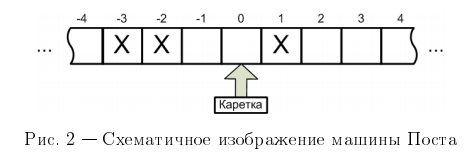 -4 -3 -2 -1 0 1 2 3 4
... X X X ...
Каретка
Рис. 2 — Схематичное изображение машины Поста